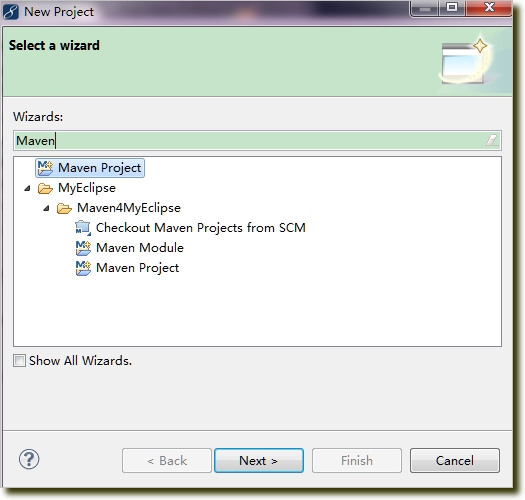 New Project
Select a wizard
Wizards:
Maven
Maven Project
MyEclipse
Maven4MyEclipse
Checkout Maven Projects from SCM
Maven Module
Maven Project
Show All Wizards.
?
< Back
Next >
Finish
Cancel